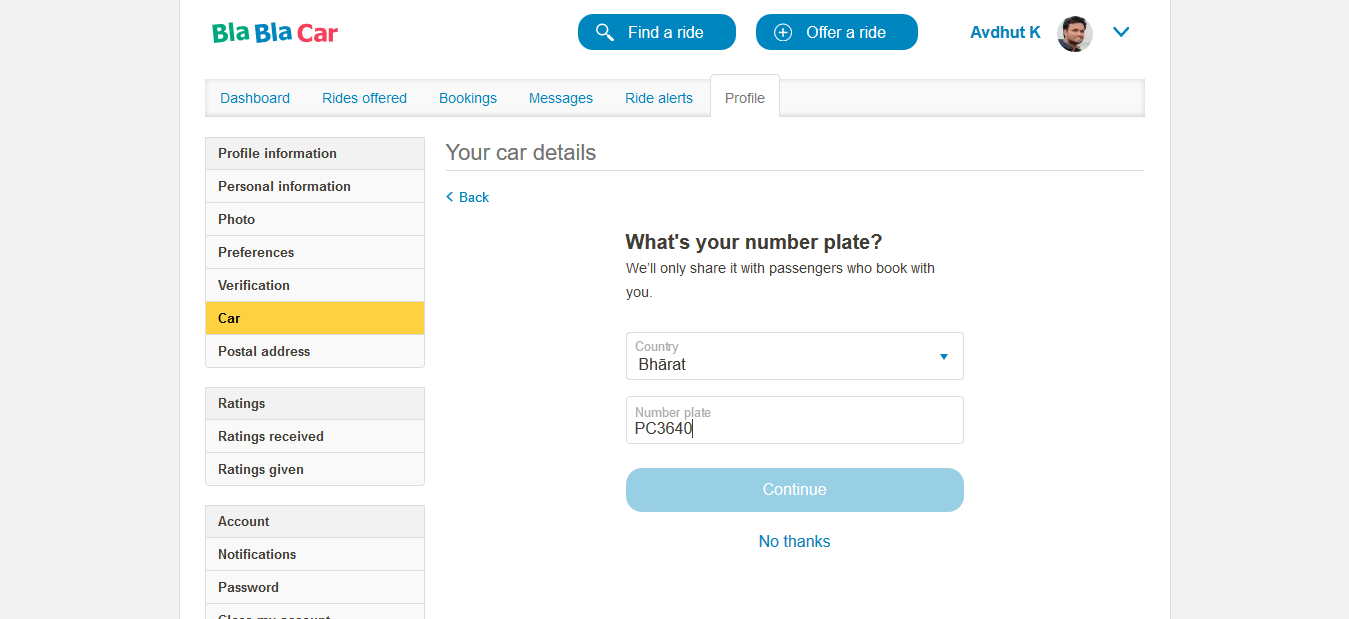 Bla Bla Car
Find a ride
Offer a ride
Avdhut K
Dashboard
Rides offered
Bookings
Messages
Ride alerts
Profile
Profile information
Personal information
Photo
Preferences
Verification
Car
Postal address
Ratings
Ratings received
Ratings given
Account
Notifications
Password
Close my account
Your car details
Back
What's your number plate?
We'll only share it with passengers who book with
you.
Country
Bhārat
Number plate
PC3640
Continue
No thanks